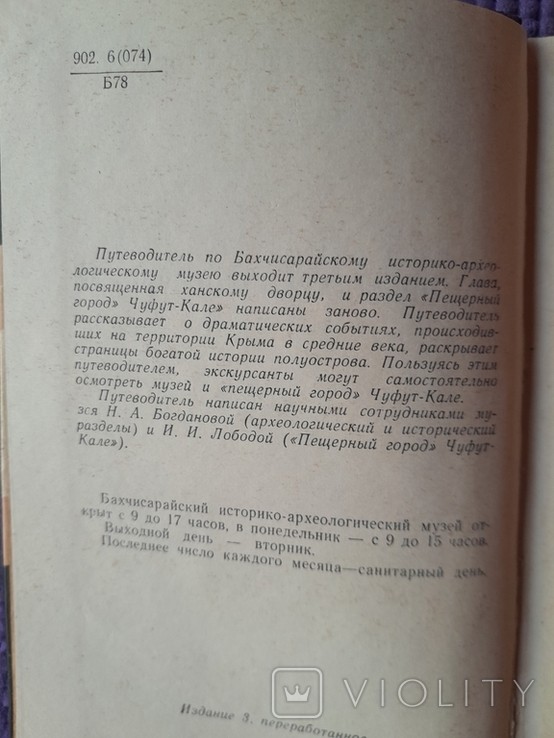 902. 6(074)
Б78
Путеводитель по Бахчисарайскому историко-архео-
логическому музею выходит третьим изданием. Глава,
посвященная ханскому дворцу, и раздел «Пещерный
город» Чуфут-Кале» написаны заново. Путеводитель
рассказывает о драматических событиях, происходив-
ших на территории Крыма в средние века, раскрывает
страницы богатой истории полуострова. Пользуясь этим
путеводителем, экскурсанты могут самостоятельно
осмотреть музей и «пещерный город» Чуфут-Кале.
Путеводитель написан научными сотрудниками му-
зея Н. А. Богдановой (археологический и исторический
разделы) и И. И. Лободой («Пещерный город» Чуфут-
Кале»).
Бахчисарайский историко-археологический музей от-
крыт с 9 до 17 часов, в понедельник — с 9 до 15 часов.
Выходной день — вторник.
Последнее число каждого месяца—санитарный день.
Издание 3, переработанное
VIOLITY